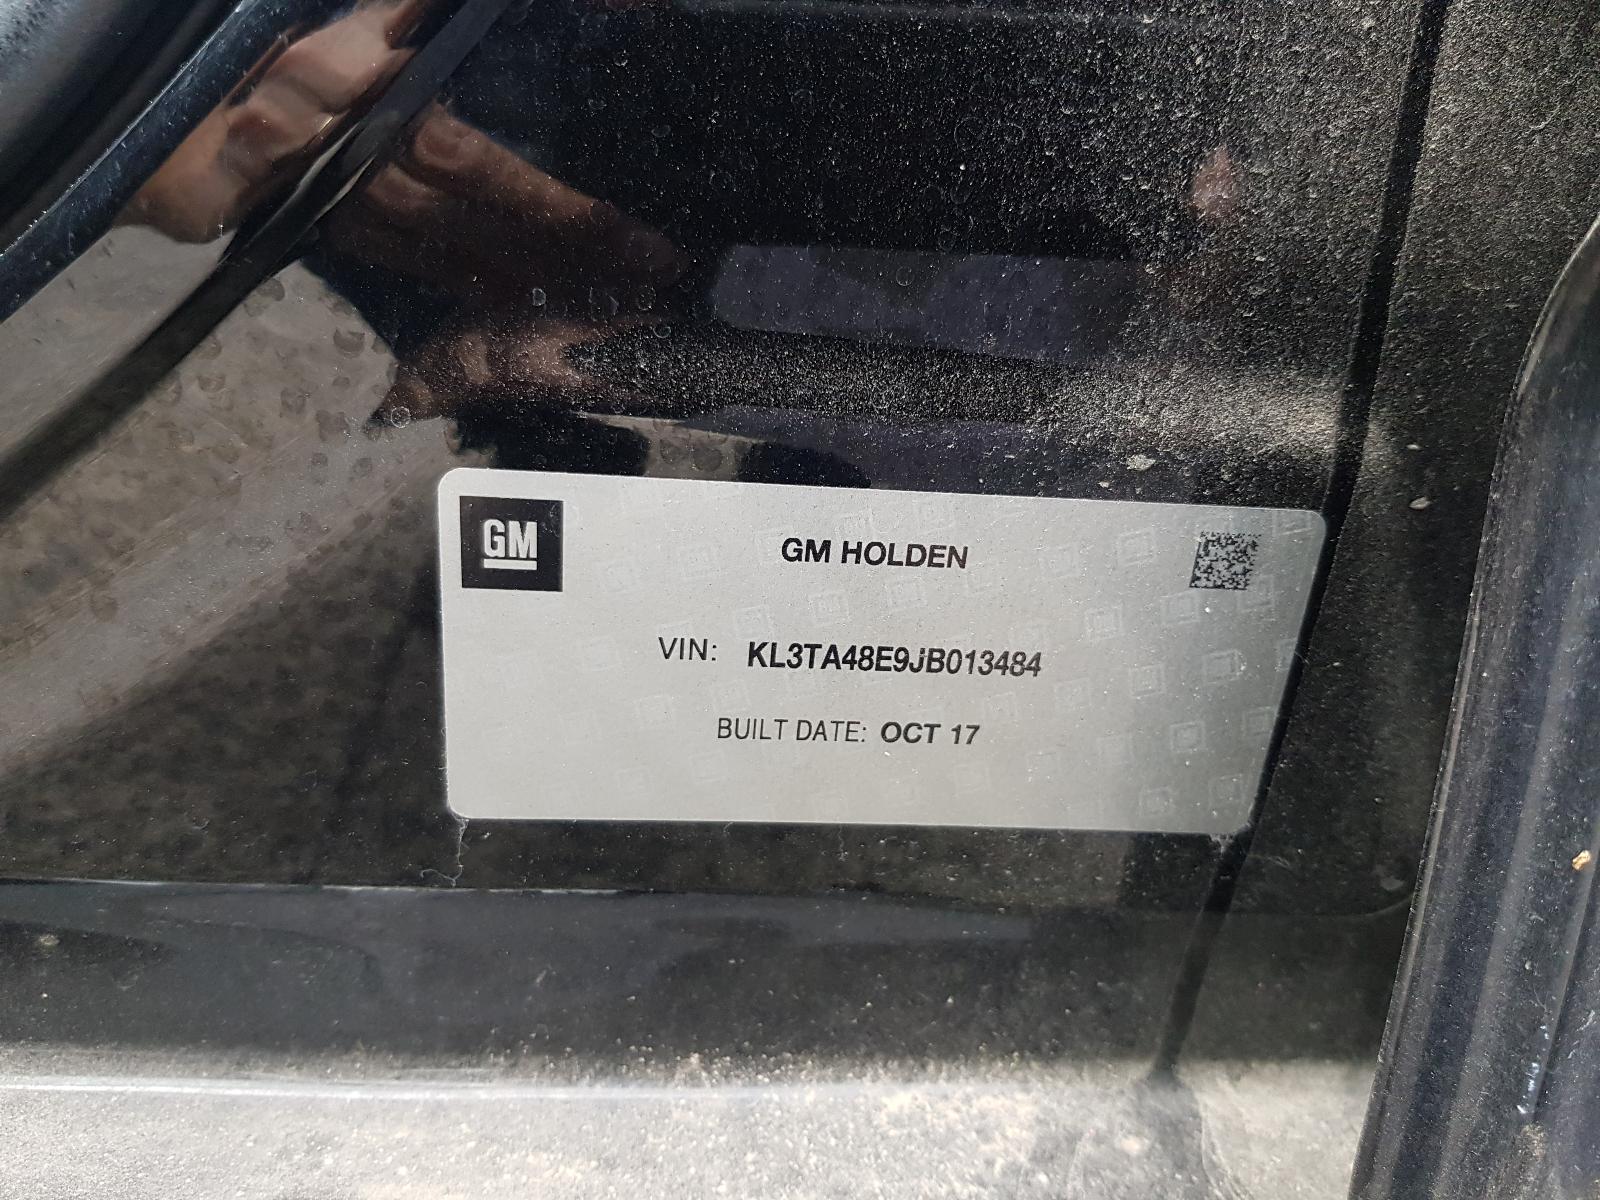 GM
GM HOLDEN
VIN: KL3TA48E9JB013484
BUILT DATE: OCT 17